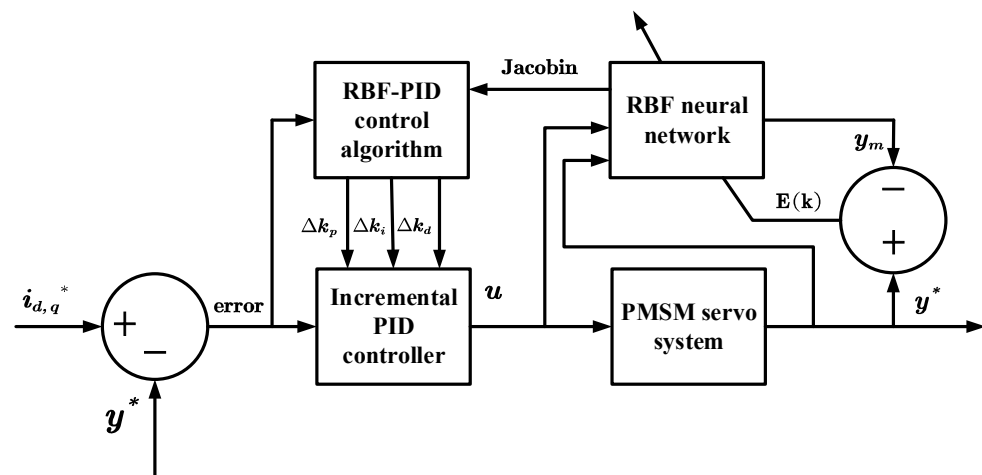 Jacobin
RBF-PID
control
algorithm
RBF neural
network
y_m
−
E(k)
+
Δk_p Δk_i Δk_d
i_{d,q}^*
+
−
error
Incremental
PID
controller
u
PMSM servo
system
y^*
y^*